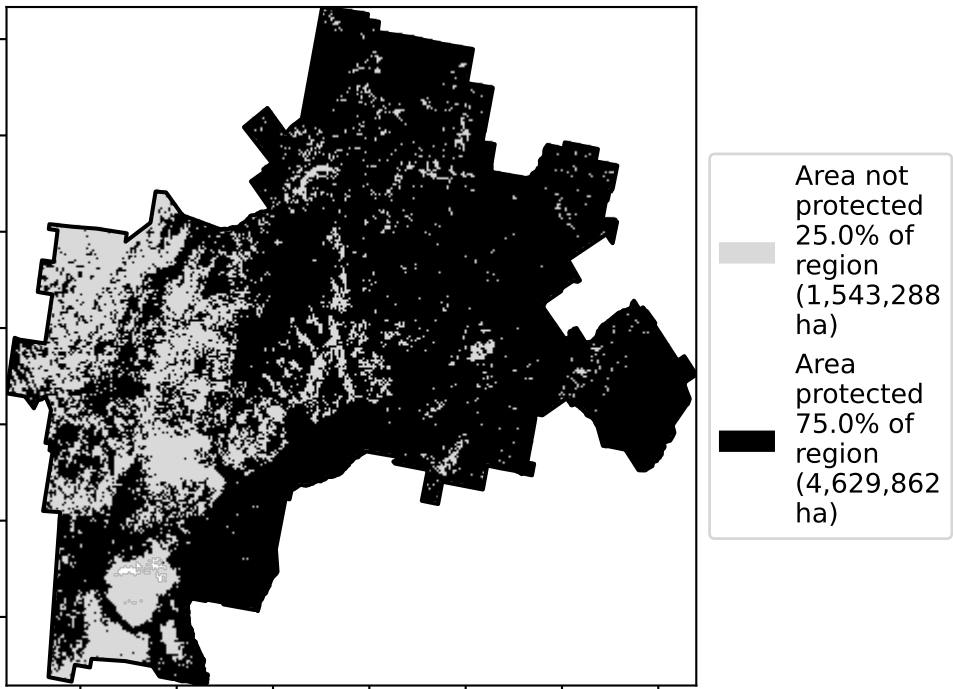 Area not
protected
25.0% of
region
(1,543,288
ha)
Area
protected
75.0% of
region
(4,629,862
ha)